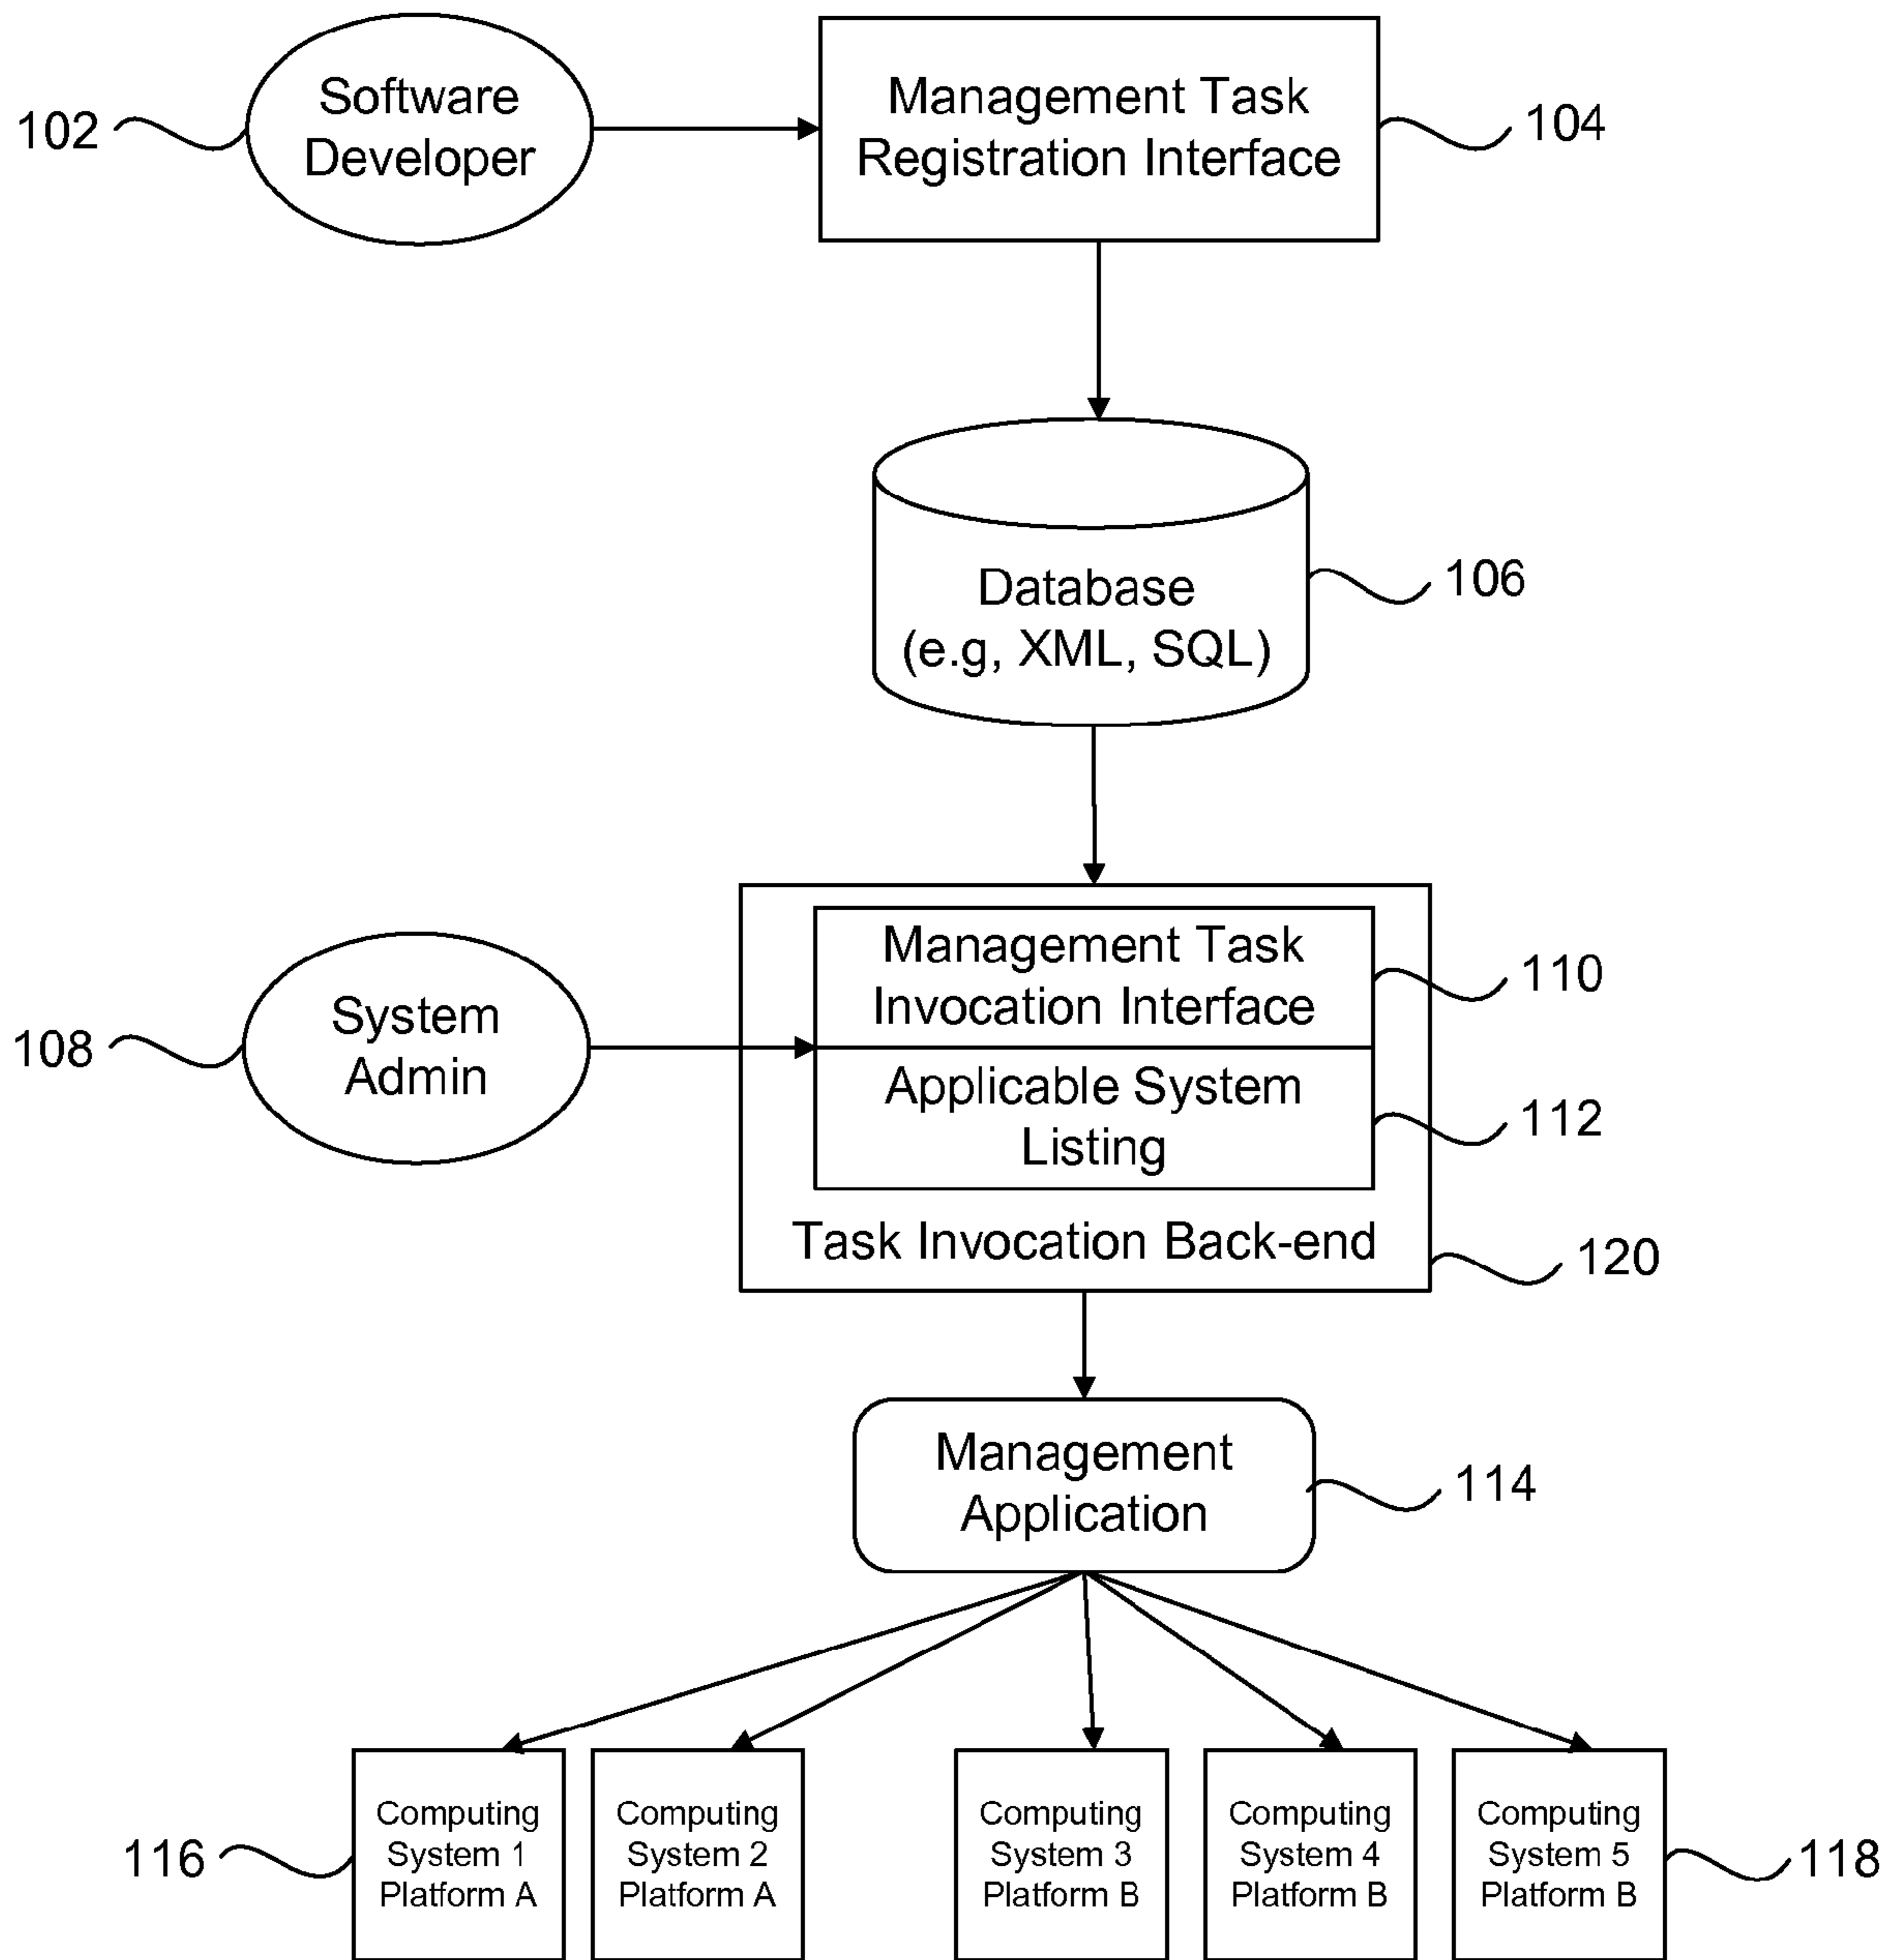 102
Software
Developer
Management Task
Registration Interface
104
Database
(e.g, XML, SQL)
106
108
System
Admin
Management Task
Invocation Interface
110
Applicable System
Listing
112
Task Invocation Back-end
120
Management
Application
114
116
Computing
System 1
Platform A
Computing
System 2
Platform A
Computing
System 3
Platform B
Computing
System 4
Platform B
Computing
System 5
Platform B
118